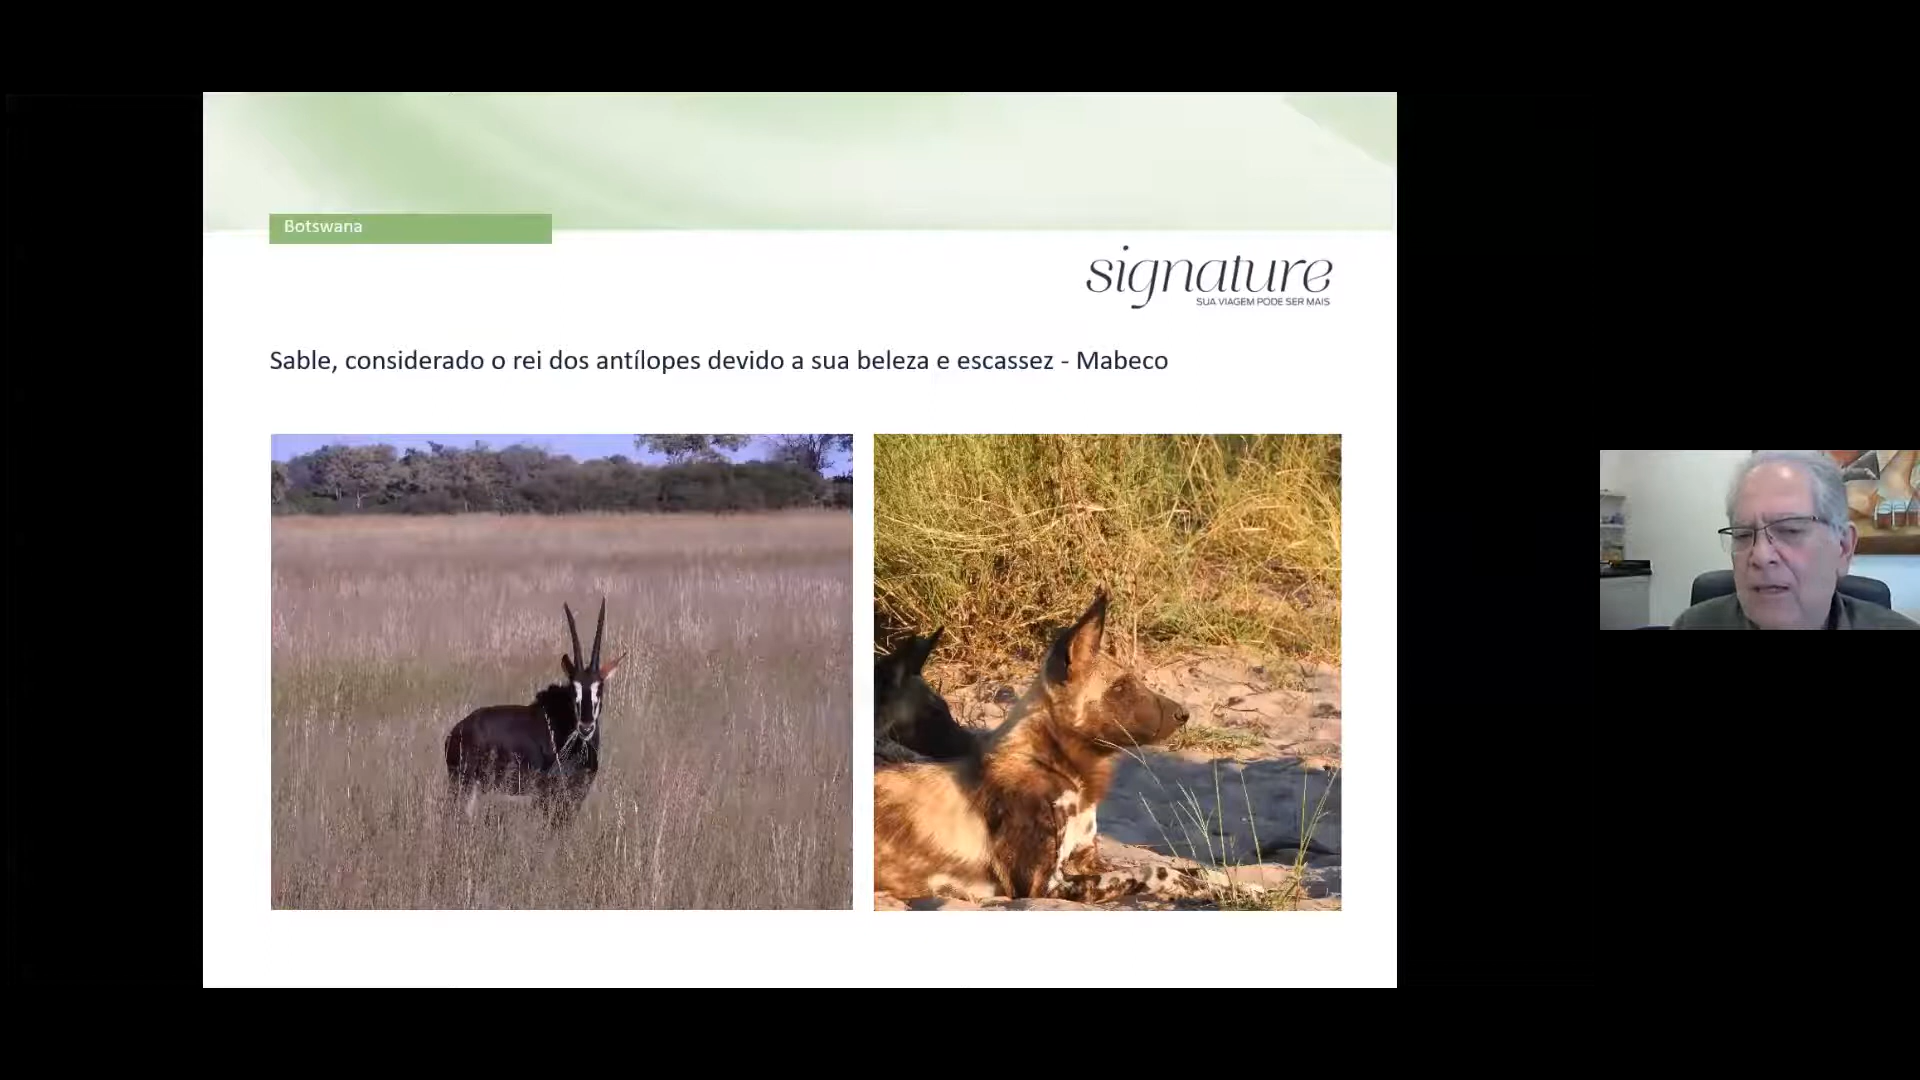 Botswana
signature
SUA VIAGEM PODE SER MAIS
Sable, considerado o rei dos antílopes devido a sua beleza e escassez - Mabeco